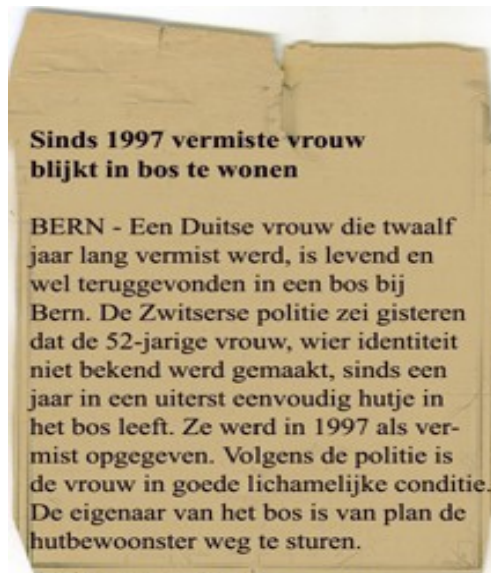 Sinds 1997 vermiste vrouw
blijkt in bos te wonen
BERN - Een Duitse vrouw die twaalf
jaar lang vermist werd, is levend en
wel teruggevonden in een bos bij
Bern. De Zwitserse politie zei gisteren
dat de 52-jarige vrouw, wier identiteit
niet bekend werd gemaakt, sinds een
jaar in een uiterst eenvoudig hutje in
het bos leeft. Ze werd in 1997 als ver-
mist opgegeven. Volgens de politie is
de vrouw in goede lichamelijke conditie.
De eigenaar van het bos is van plan de
hutbewoonster weg te sturen.